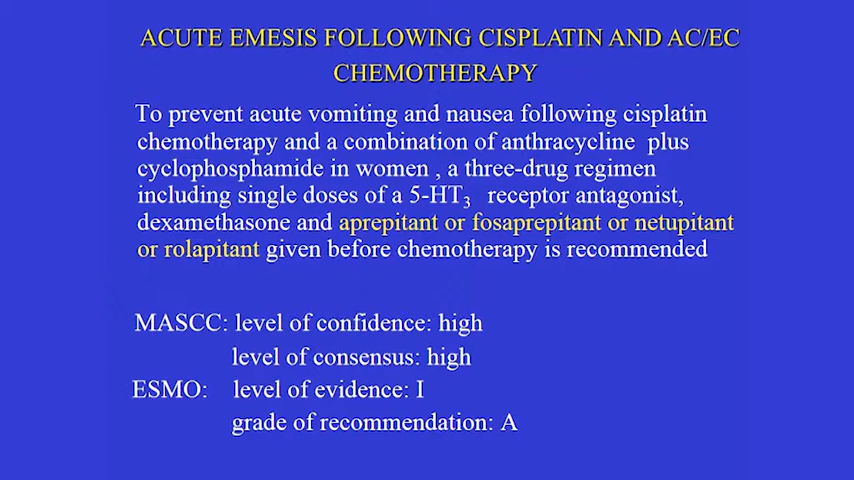 ACUTE EMESIS FOLLOWING CISPLATIN AND AC/EC
CHEMOTHERAPY
To prevent acute vomiting and nausea following cisplatin
chemotherapy and a combination of anthracycline plus
cyclophosphamide in women , a three-drug regimen
including single doses of a 5-HT3 receptor antagonist,
dexamethasone and aprepitant or fosaprepitant or netupitant
or rolapitant given before chemotherapy is recommended
MASCC: level of confidence: high
level of consensus: high
ESMO: level of evidence: I
grade of recommendation: A